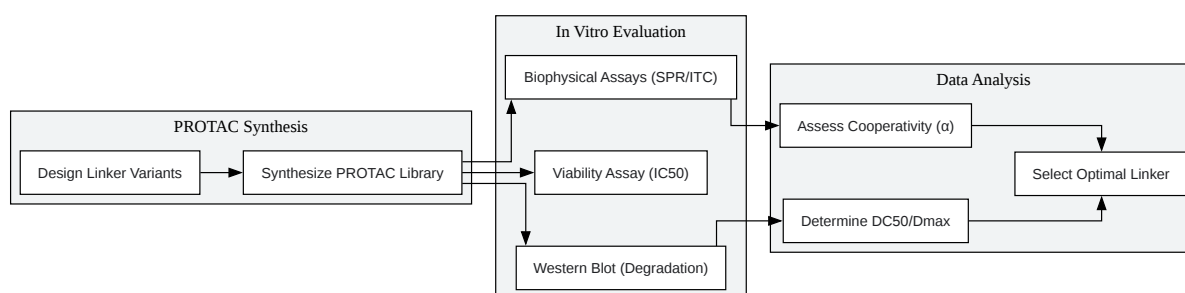 PROTAC Synthesis
Design Linker Variants
Synthesize PROTAC Library
In Vitro Evaluation
Biophysical Assays (SPR/ITC)
Viability Assay (IC50)
Western Blot (Degradation)
Data Analysis
Assess Cooperativity (α)
Determine DC50/Dmax
Select Optimal Linker